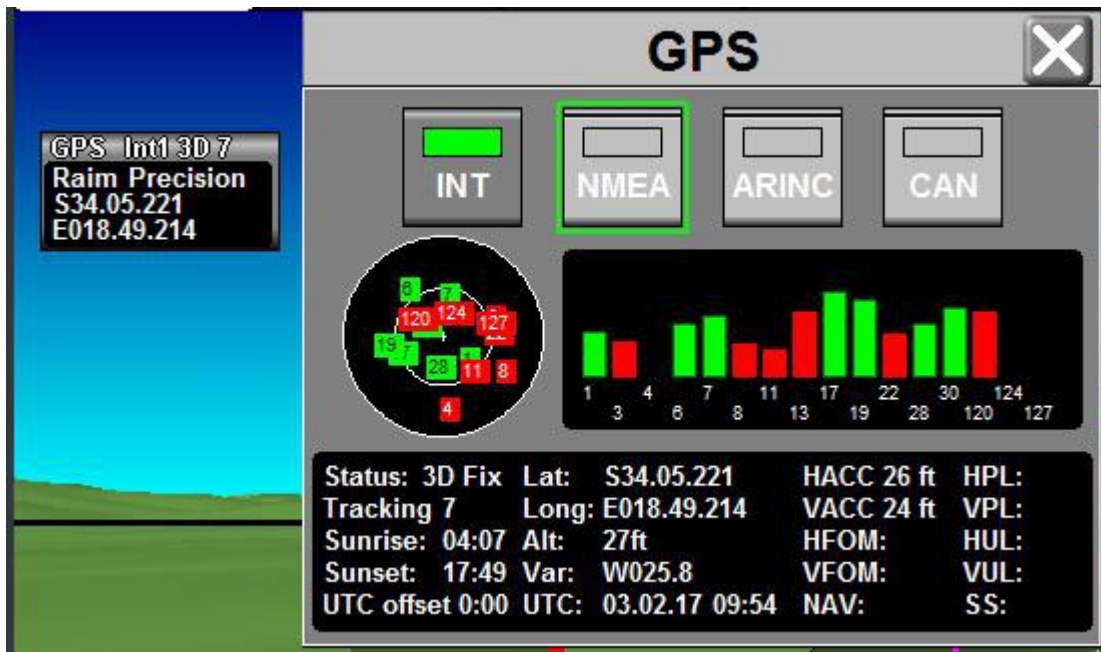 GPS
GPS Int1 3D 7
Raim Precision
S34.05.221
E018.49.214
INT NMEA ARINC CAN
6 7
120 124 127
19 7
28 11 8
4
1 4 7 11 17 22 30 124
3 6 8 13 19 28 120 127
Status: 3D Fix Lat: S34.05.221 HACC 26 ft HPL:
Tracking 7 Long: E018.49.214 VACC 24 ft VPL:
Sunrise: 04:07 Alt: 27ft HFOM: HUL:
Sunset: 17:49 Var: W025.8 VFOM: VUL:
UTC offset 0:00 UTC: 03.02.17 09:54 NAV: SS: